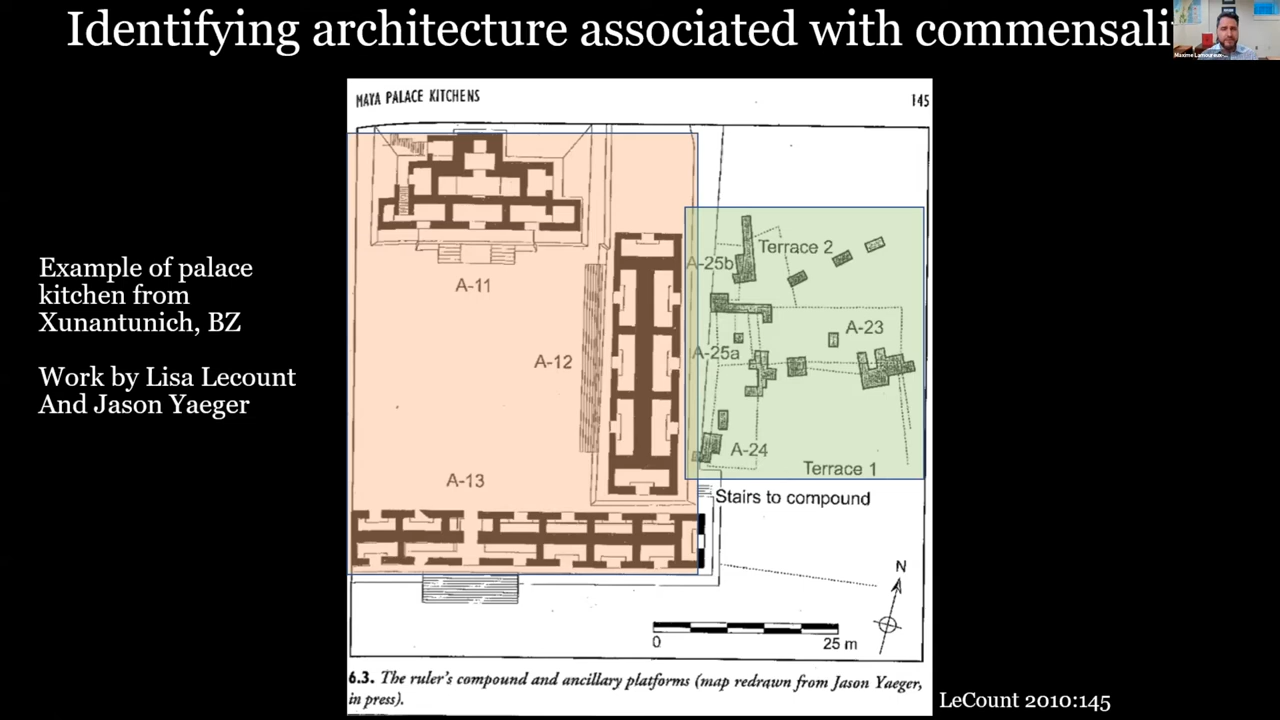 Identifying architecture associated with commensali
Maxime Lamoureux-
MAYA PALACE KITCHENS
145
Example of palace
kitchen from
Xunantunich, BZ
Work by Lisa Lecount
And Jason Yaeger
A-11
A-12
A-13
A-25b
Terrace 2
A-23
A-25a
A-24
Terrace 1
Stairs to compound
N
0
25 m
6.3. The ruler's compound and ancillary platforms (map redrawn from Jason Yaeger,
in press).
LeCount 2010:145